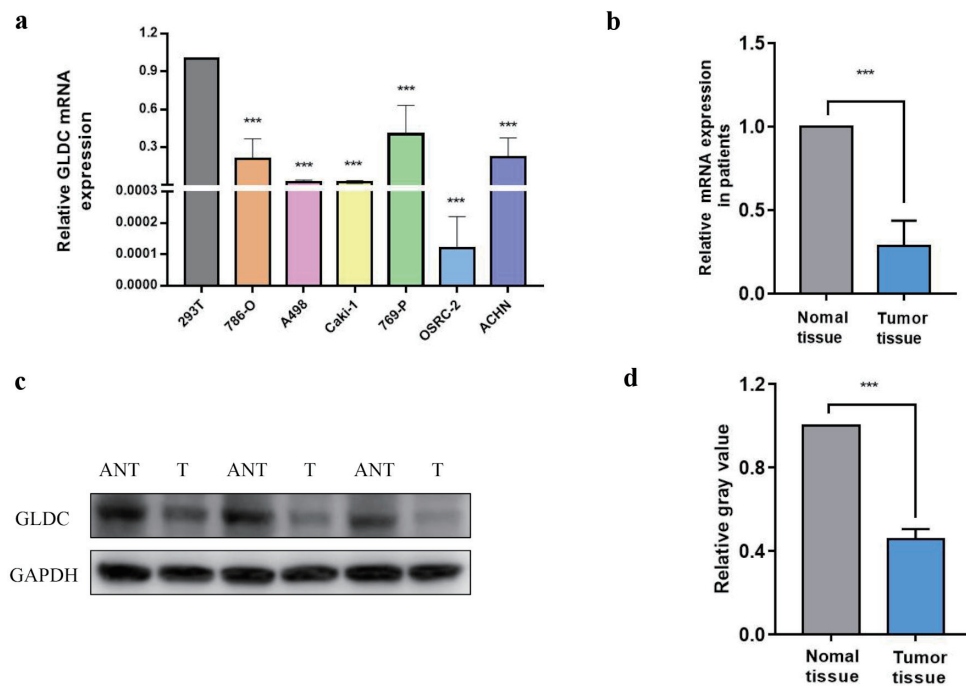 a
Relative GLDC mRNA
expression
1.2
0.9
0.6
0.3
0.0003
0.0002
0.0001
0.0000
***
***
***
***
***
***
293T
786-O
A498
Caki-1
769-P
OSRC-2
ACHN
b
Relative mRNA expression
in patients
1.5
1.0
0.5
0.0
***
Nomal
tissue
Tumor
tissue
c
ANT T ANT T ANT T
GLDC
GAPDH
d
Relative gray value
1.2
0.8
0.4
0.0
***
Nomal
tissue
Tumor
tissue